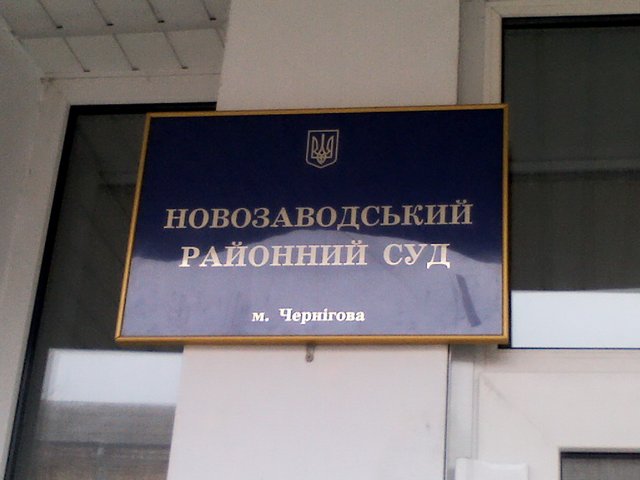 НОВОЗАВОДСЬКИЙ
РАЙОННИЙ СУД
м. Чернігова